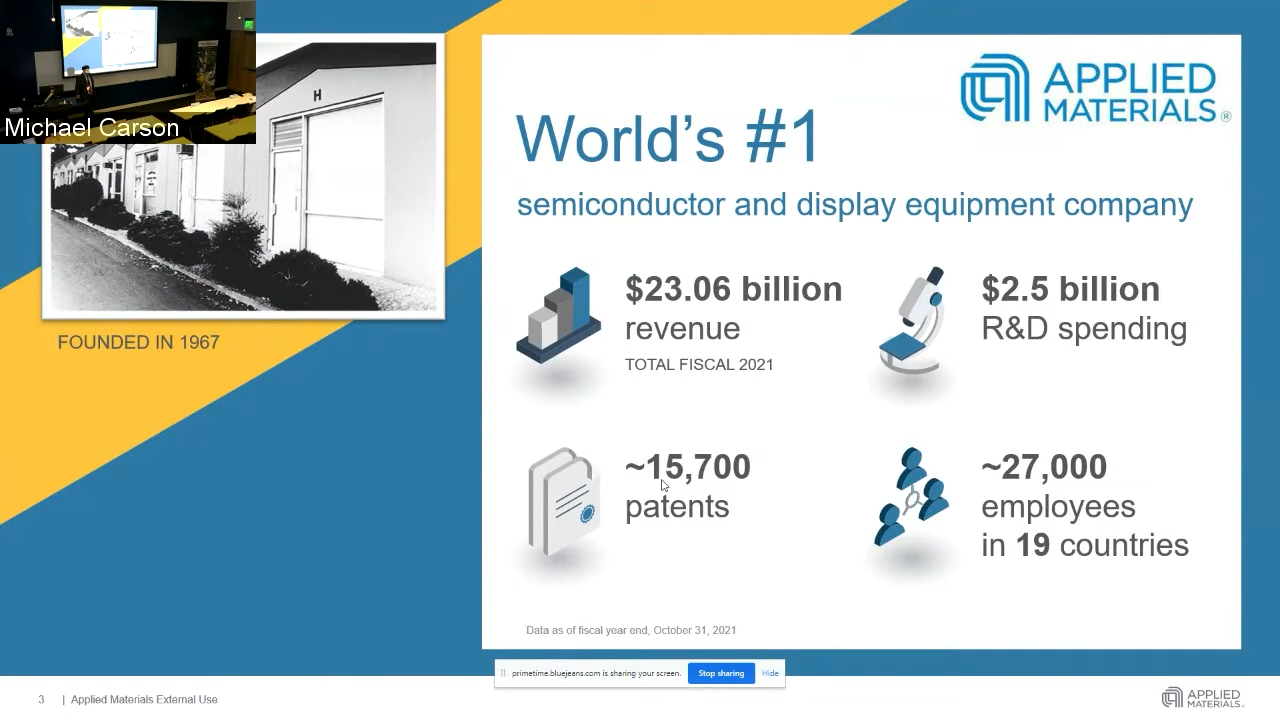 Michael Carson
H
FOUNDED IN 1967
APPLIED
MATERIALS®
World's #1
semiconductor and display equipment company
$23.06 billion
revenue
TOTAL FISCAL 2021
$2.5 billion
R&D spending
~15,700
patents
~27,000
employees
in 19 countries
Data as of fiscal year end, October 31, 2021
primetime.bluejeans.com is sharing your screen.
Stop sharing
Hide
3 | Applied Materials External Use
APPLIED
MATERIALS